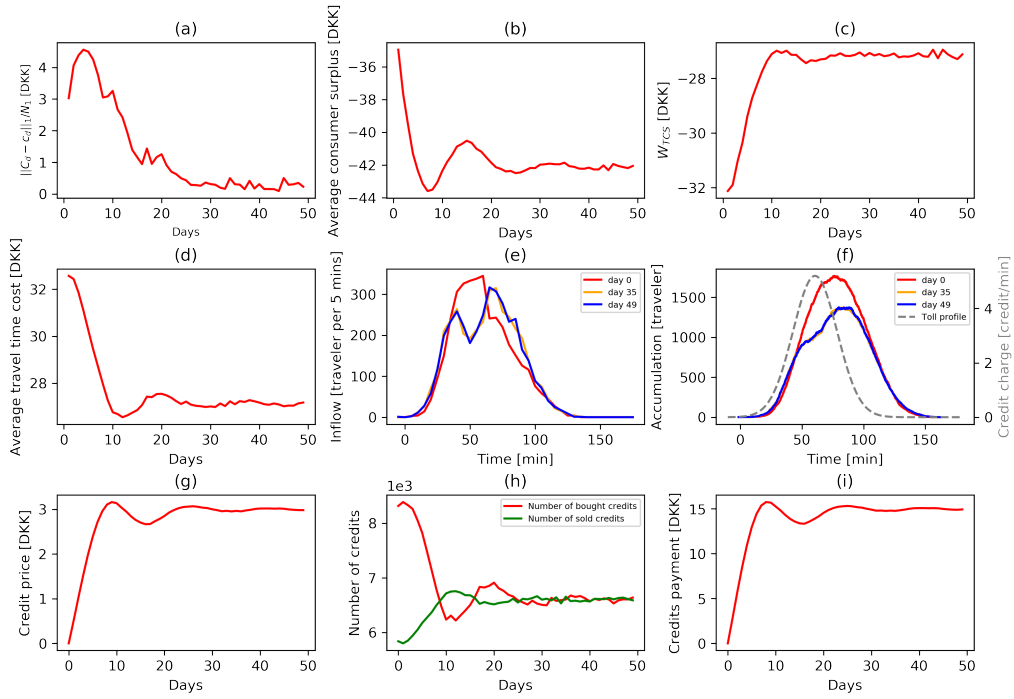 (a)
||C_d − c_d||_1/N_1 [DKK]
4
3
2
1
0
0 10 20 30 40 50
Days
(b)
Average consumer surplus [DKK]
−36
−38
−40
−42
−44
0 10 20 30 40 50
Days
(c)
W_TCS [DKK]
−28
−30
−32
0 10 20 30 40 50
Days
(d)
Average travel time cost [DKK]
32
30
28
0 10 20 30 40 50
Days
(e)
Inflow [traveler per 5 mins]
300
200
100
0
0 50 100 150
Time [min]
day 0
day 35
day 49
(f)
Accumulation [traveler]
1500
1000
500
0
0 50 100 150
Time [min]
day 0
day 35
day 49
Toll profile
4
2
0
Credit charge [credit/min]
(g)
Credit price [DKK]
3
2
1
0
0 10 20 30 40 50
Days
(h)
1e3
Number of credits
8
7
6
0 10 20 30 40 50
Days
Number of bought credits
Number of sold credits
(i)
Credits payment [DKK]
15
10
5
0
0 10 20 30 40 50
Days